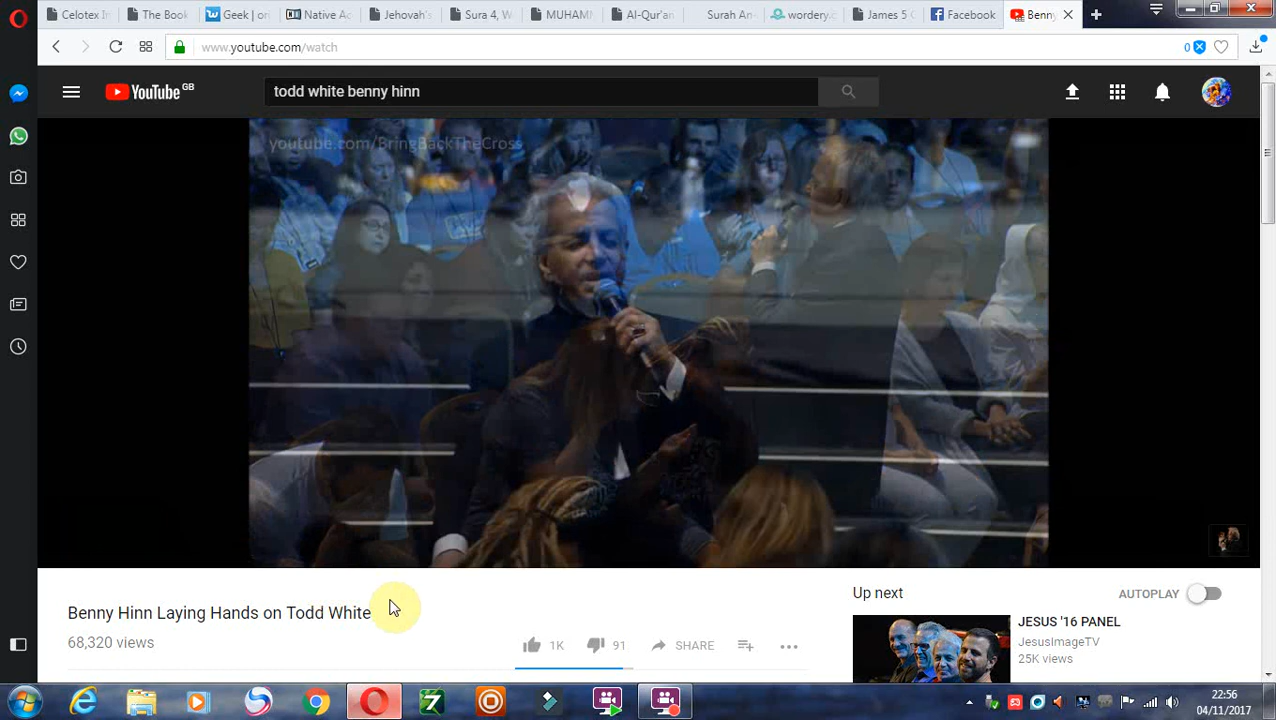 Celotex In
The Book
Geek | on
Native Ac
Jehovah's
Sura 4, W
MUHAMM
Al-Qur'an
Surah A
wordery.c
James 5 (
Facebook
Benny
www.youtube.com/watch
0
YouTube GB
todd white benny hinn
youtube.com/BringBackTheCross
Benny Hinn Laying Hands on Todd White
68,320 views
1K
91
SHARE
Up next
AUTOPLAY
JESUS '16 PANEL
JesusImageTV
25K views
22:56
04/11/2017